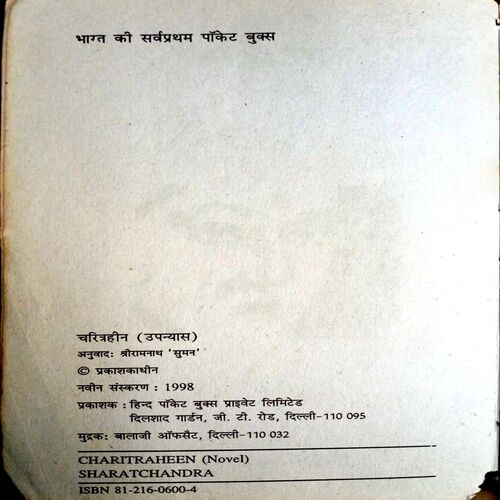 भारत की सर्वप्रथम पॉकेट बुक्स
चरित्रहीन (उपन्यास)
अनुवाद: श्रीरामनाथ 'सुमन'
© प्रकाशकाधीन
नवीन संस्करण : 1998
प्रकाशक : हिन्द पॉकेट बुक्स प्राइवेट लिमिटेड
दिलशाद गार्डन, जी. टी. रोड, दिल्ली-110 095
मुद्रक: बालाजी ऑफसैट, दिल्ली-110 032
CHARITRAHEEN (Novel)
SHARATCHANDRA
ISBN 81-216-0600-4